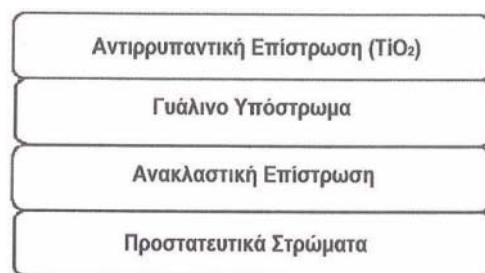 Αντιρρυπαντική Επίστρωση (TiO₂)
Γυάλινο Υπόστρωμα
Ανακλαστική Επίστρωση
Προστατευτικά Στρώματα